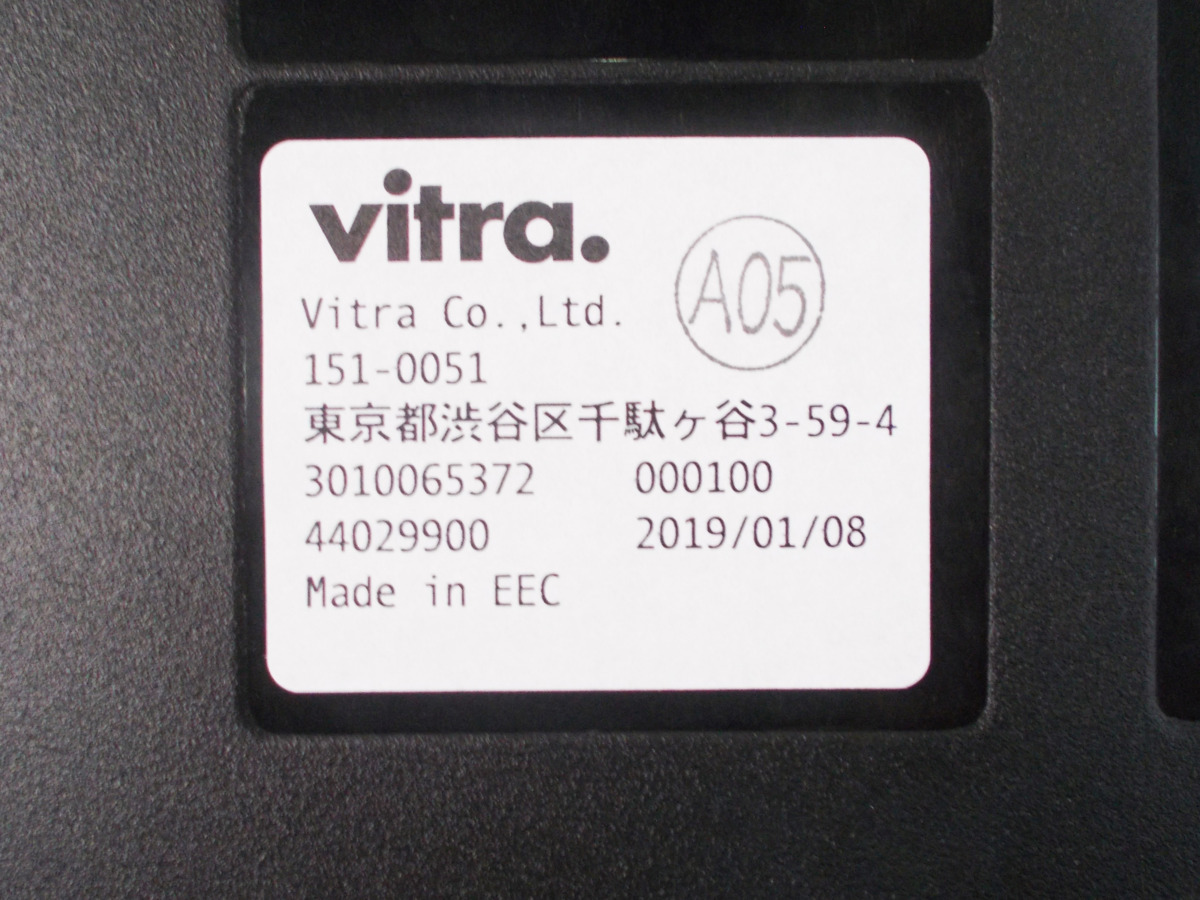 vitra.
A05
Vitra Co.,Ltd.
151-0051
東京都渋谷区千駄ヶ谷3-59-4
3010065372 000100
44029900 2019/01/08
Made in EEC